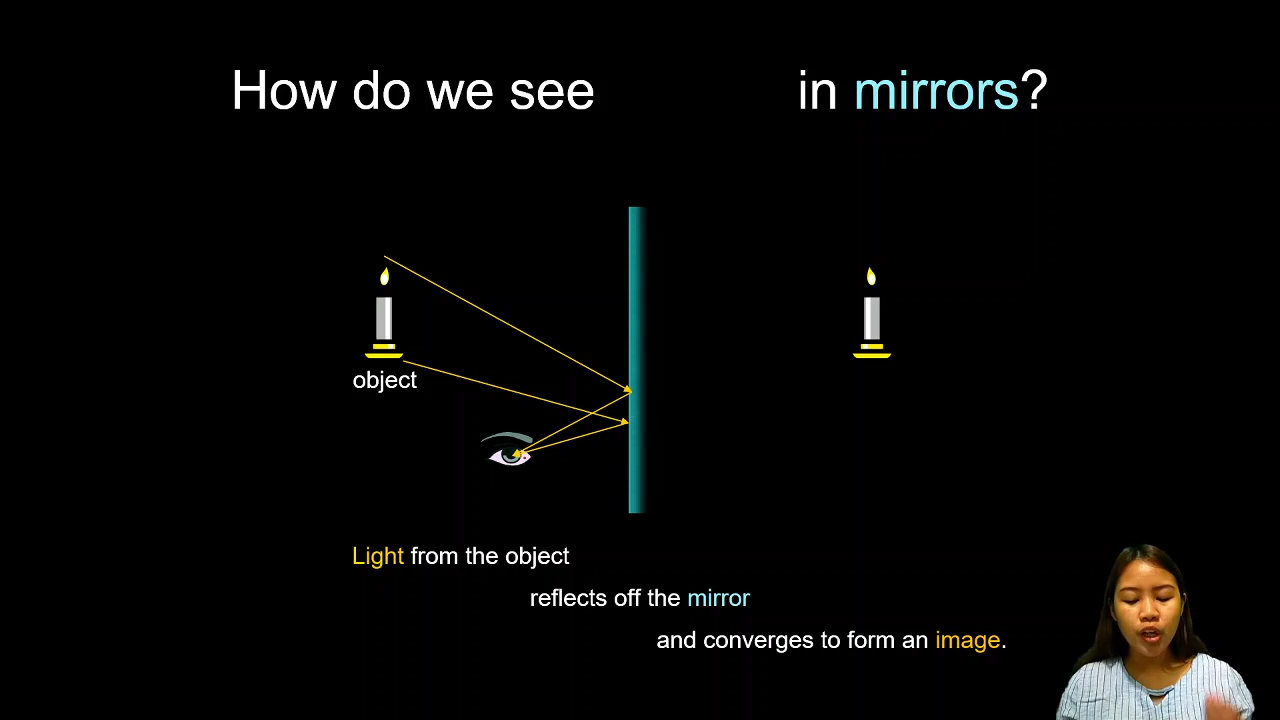 How do we see in mirrors?
object
Light from the object
reflects off the mirror
and converges to form an image.